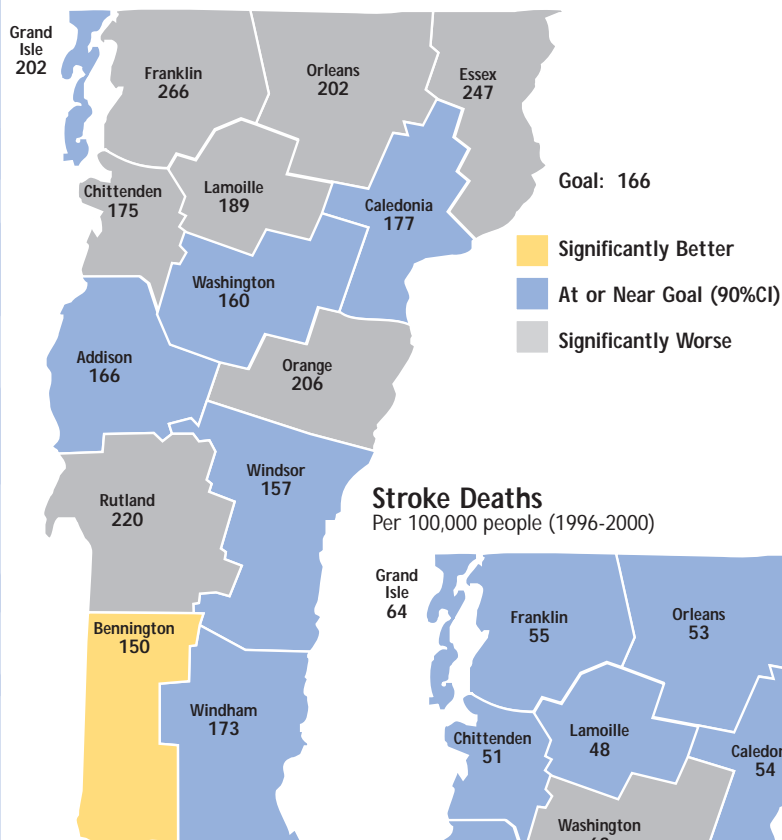 Grand
Isle
202
Franklin
266
Orleans
202
Essex
247
Chittenden
175
Lamoille
189
Caledonia
177
Washington
160
Addison
166
Orange
206
Rutland
220
Windsor
157
Bennington
150
Windham
173
Goal: 166
Significantly Better
At or Near Goal (90%CI)
Significantly Worse
Stroke Deaths
Per 100,000 people (1996-2000)
Grand
Isle
64
Franklin
55
Orleans
53
Chittenden
51
Lamoille
48
Caledon
54
Washington